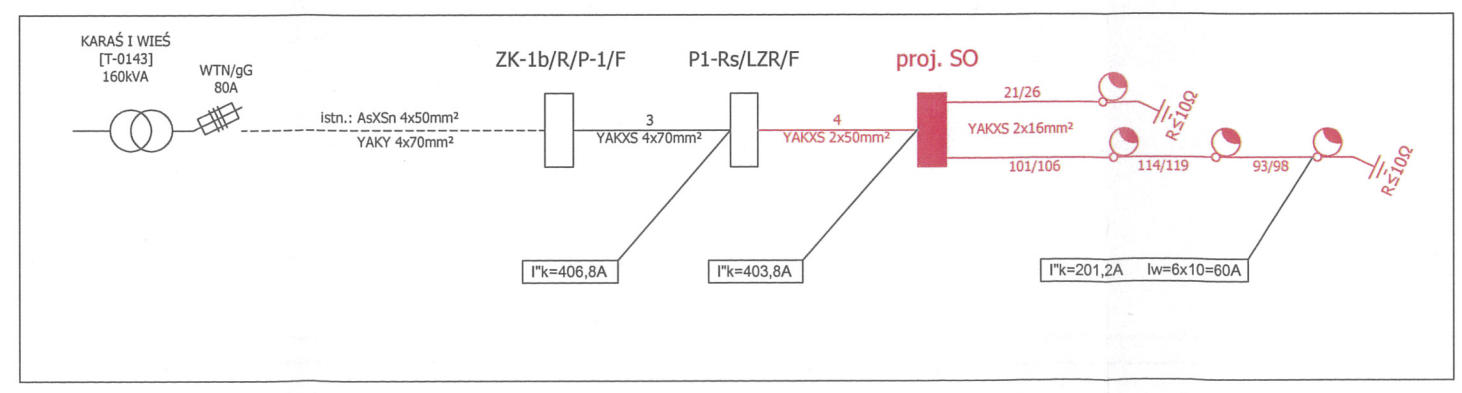 KARAŚ I WIEŚ
[T-0143]
160kVA
WTN/gG
80A
istn.: AsXSn 4x50mm²
YAKY 4x70mm²
ZK-1b/R/P-1/F
3
YAKXS 4x70mm²
P1-Rs/LZR/F
4
YAKXS 2x50mm²
proj. SO
21/26
YAKXS 2x16mm²
R≤10Ω
101/106
114/119
93/98
R≤10Ω
I"k=406,8A
I"k=403,8A
I"k=201,2A Iw=6x10=60A